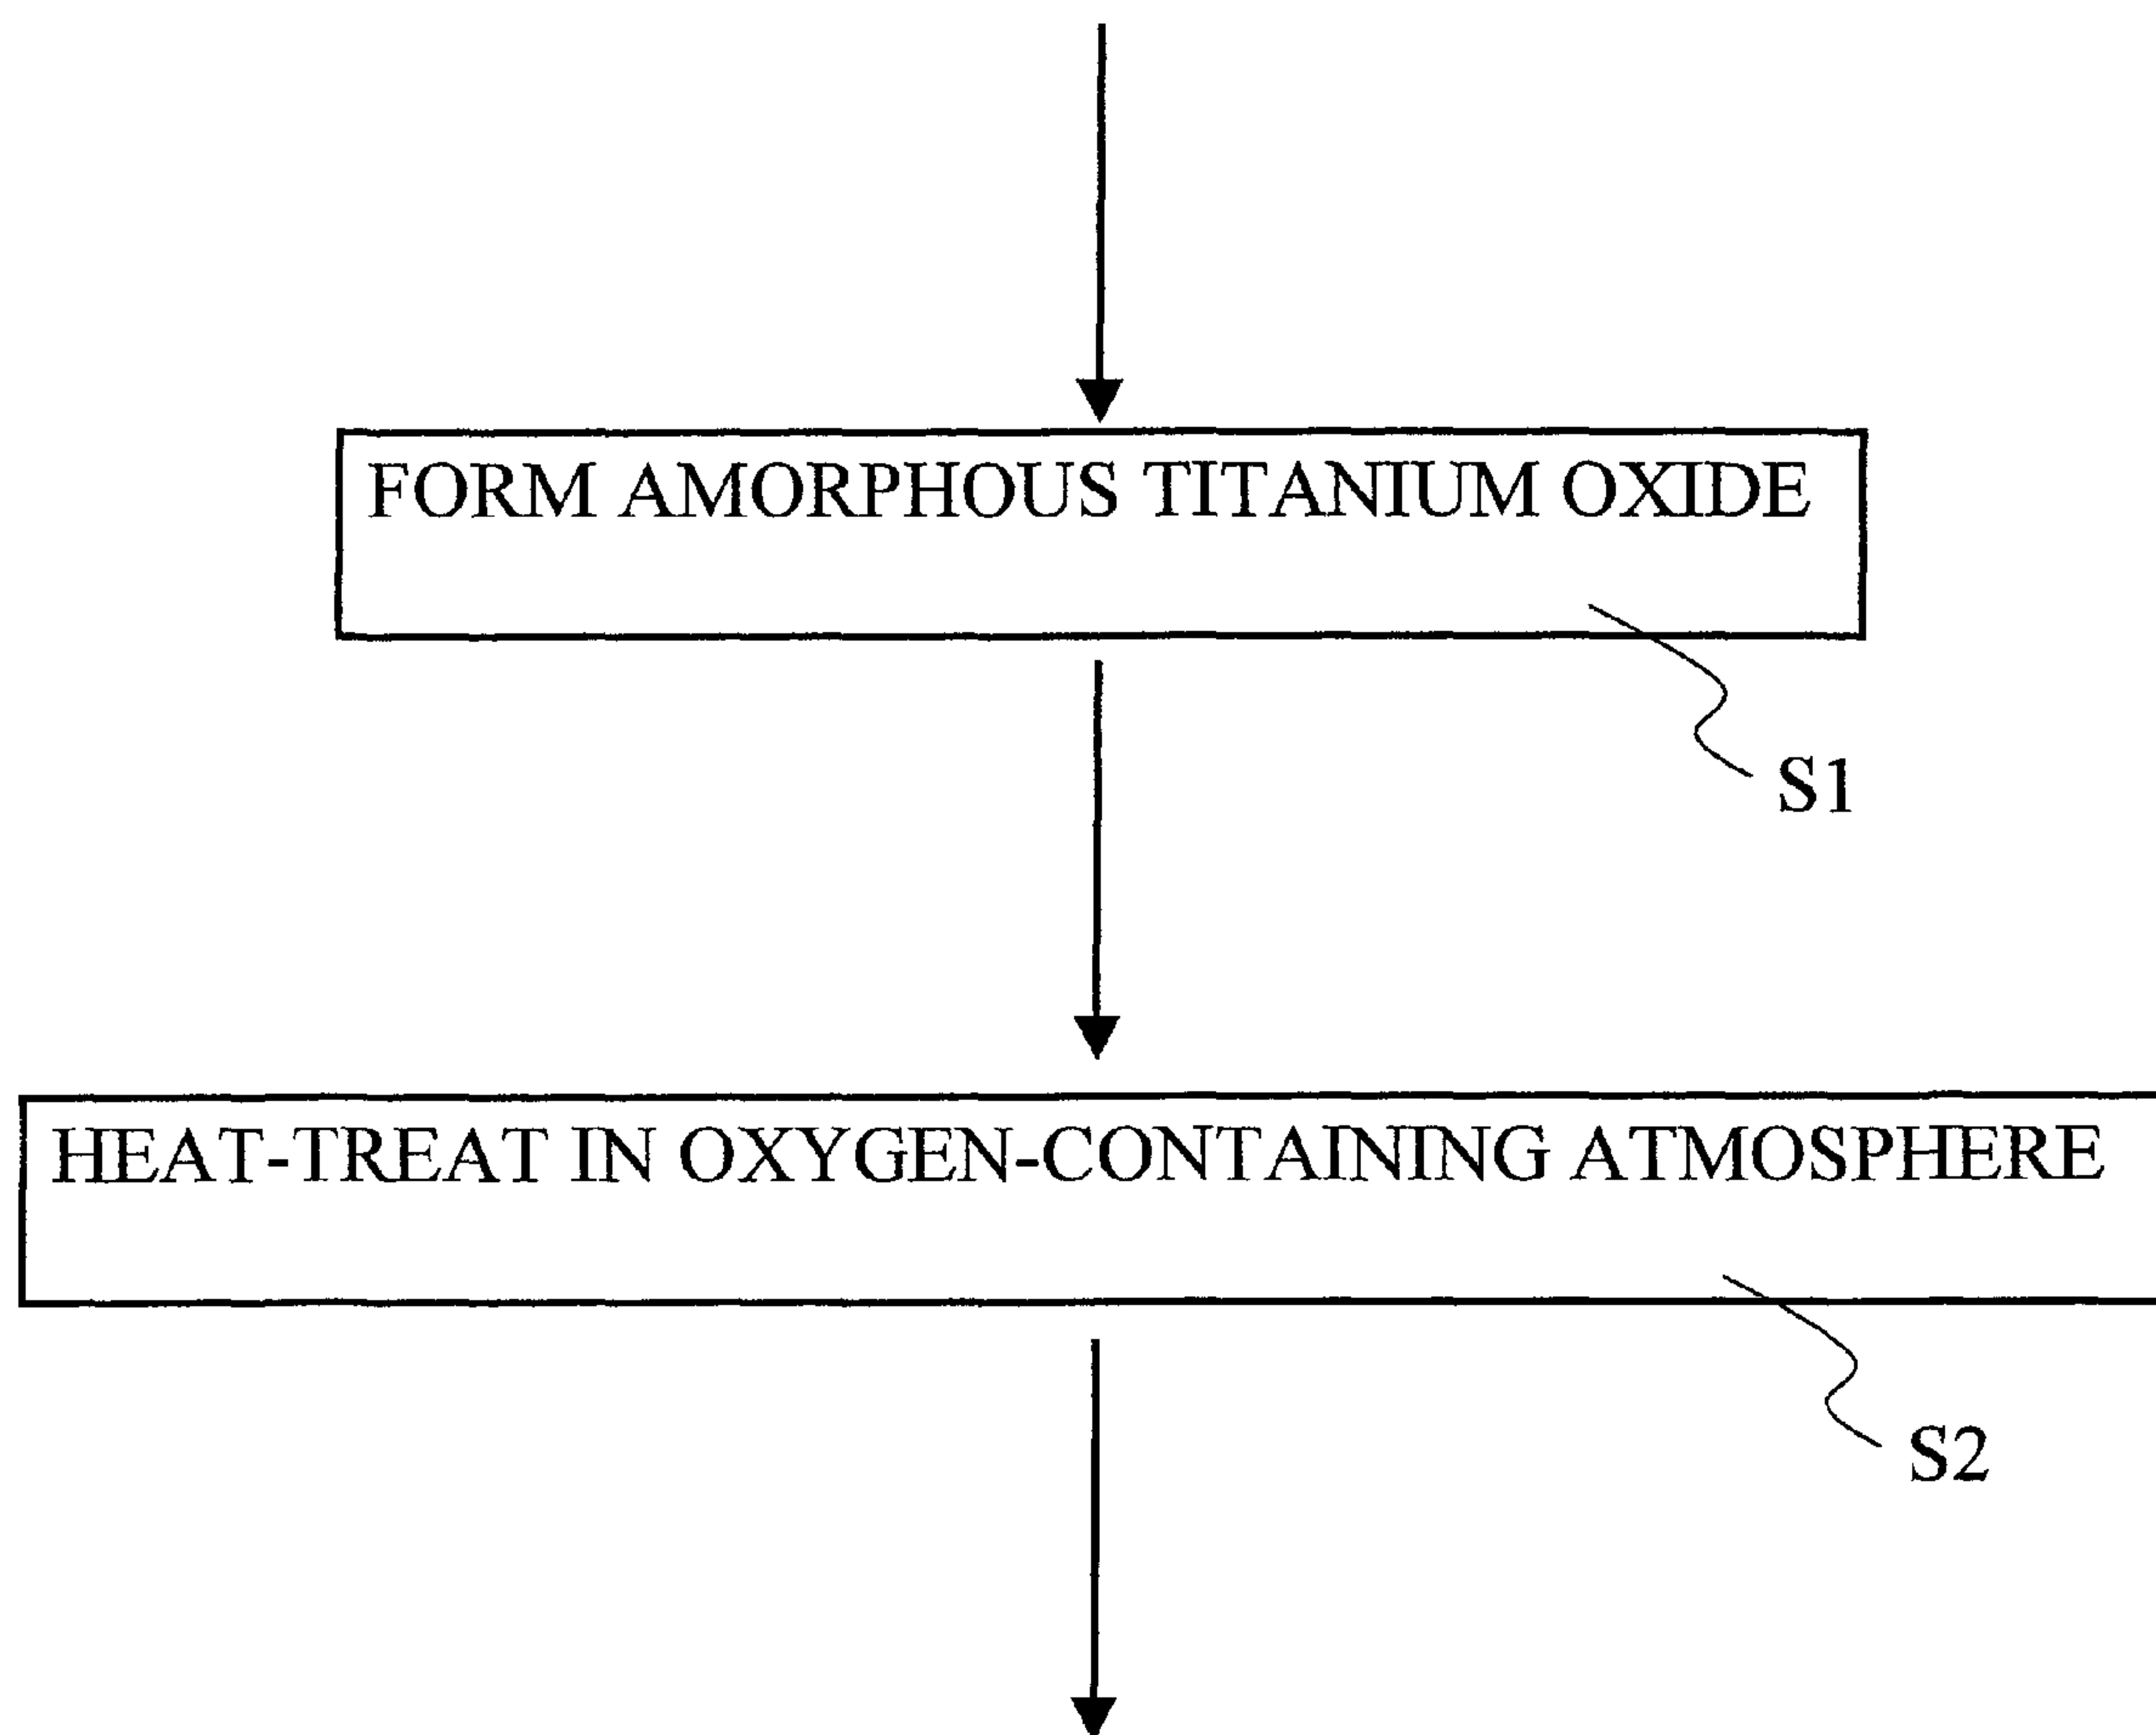 FORM AMORPHOUS TITANIUM OXIDE
S1
HEAT-TREAT IN OXYGEN-CONTAINING ATMOSPHERE
S2